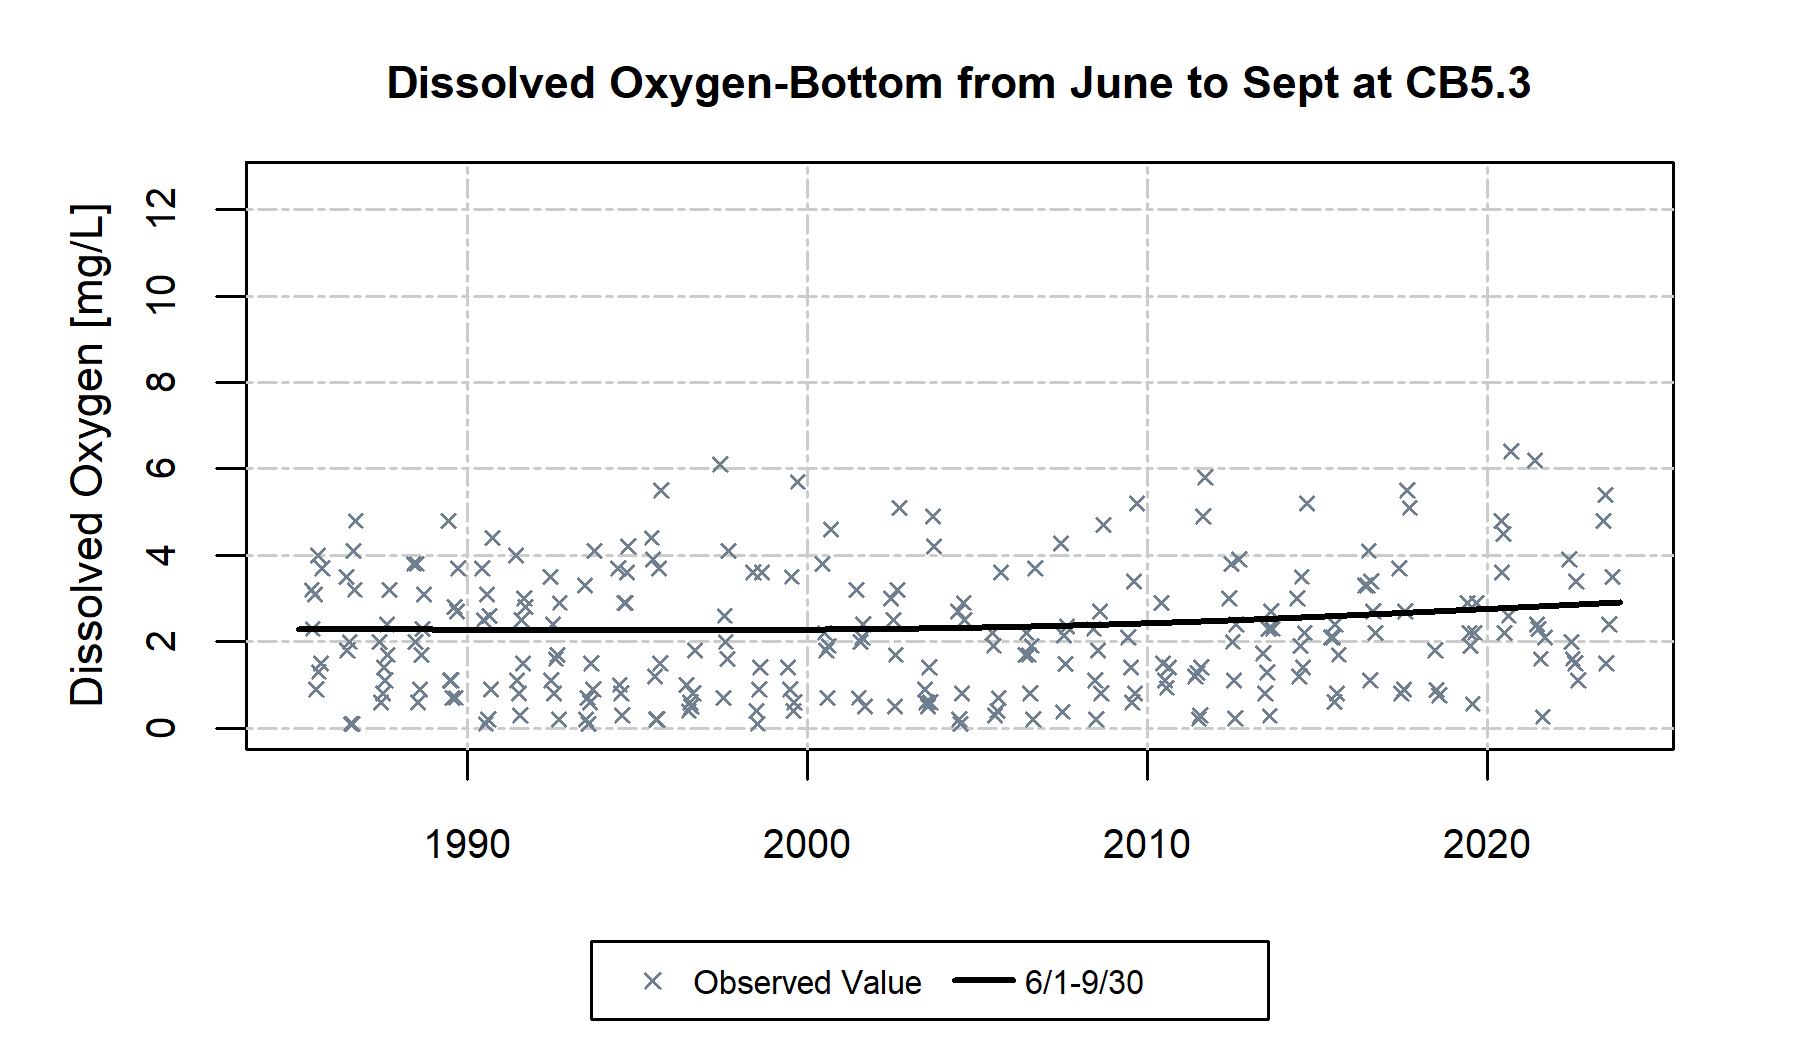 Dissolved Oxygen-Bottom from June to Sept at CB5.3
Dissolved Oxygen [mg/L]
12
10
8
6
4
2
0
1990 2000 2010 2020
Observed Value 6/1-9/30